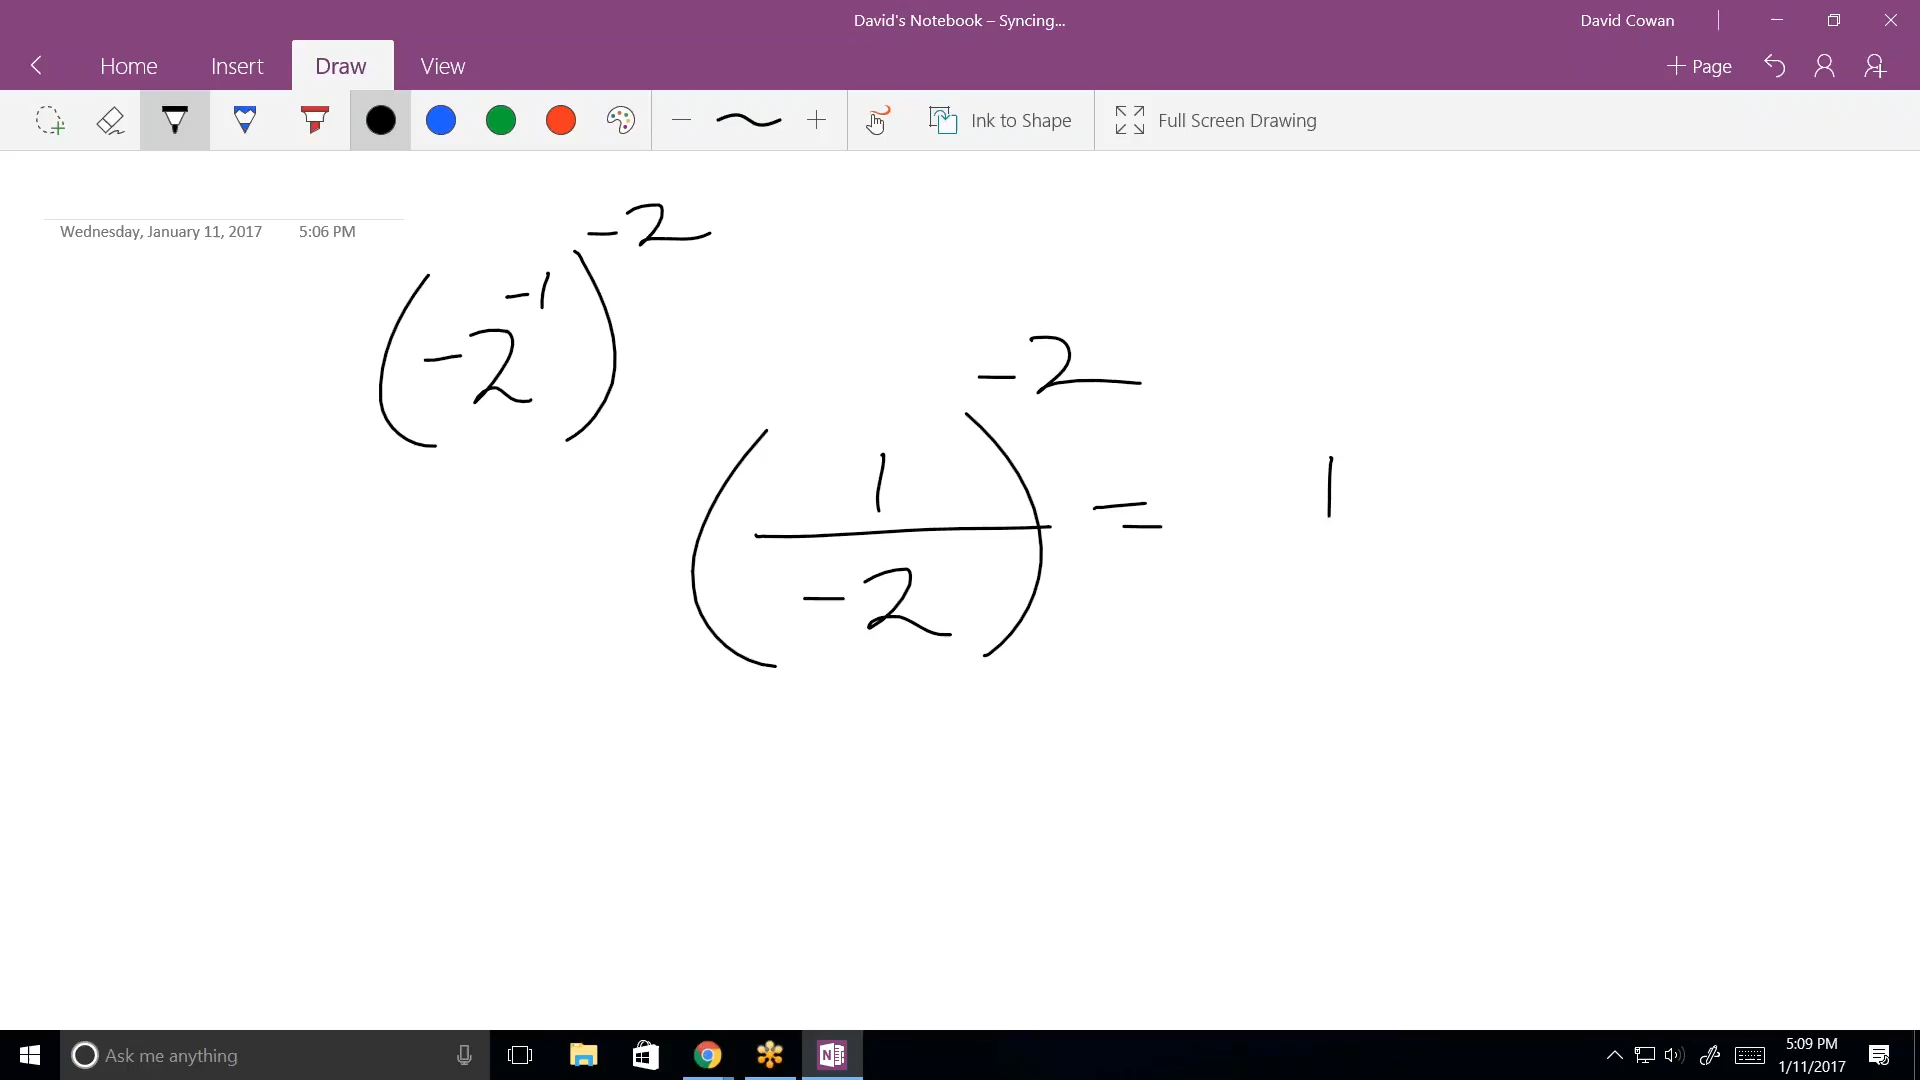 David's Notebook – Syncing...
David Cowan
Home Insert Draw View
Page
Ink to Shape
Full Screen Drawing
Wednesday, January 11, 2017 5:06 PM
(-2^-1)^-2
(1/-2)^-2 = 1
Ask me anything
N
5:09 PM
1/11/2017